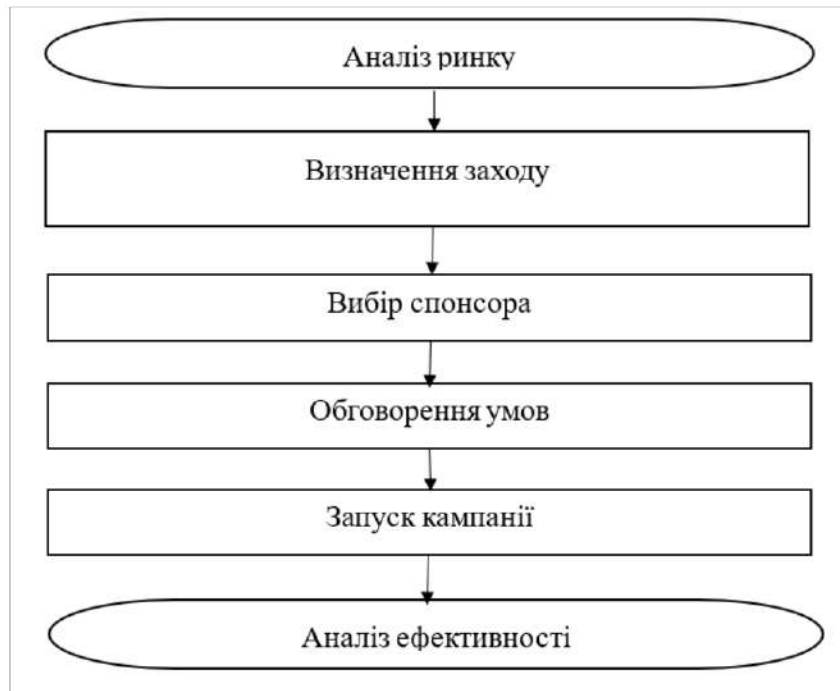 Аналіз ринку
Визначення заходу
Вибір спонсора
Обговорення умов
Запуск кампанії
Аналіз ефективності